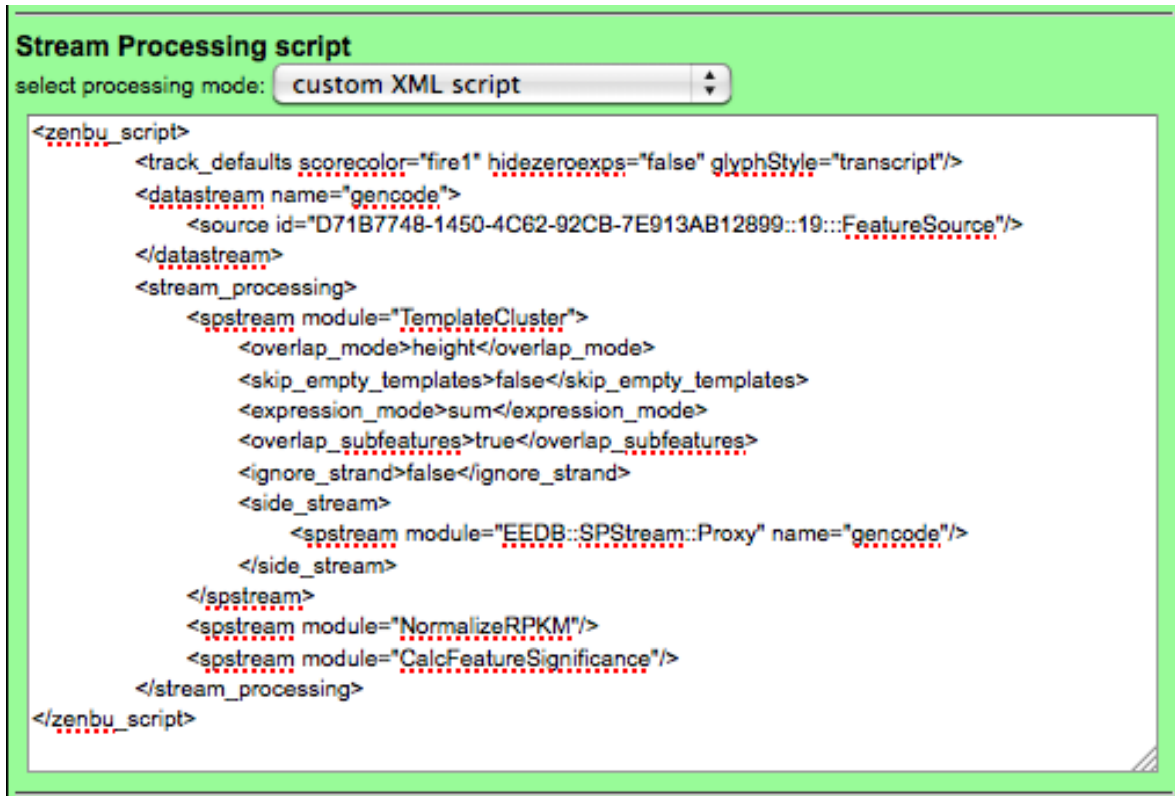 Stream Processing script
select processing mode: custom XML script
<zenbu_script>
<track_defaults scorecolor="fire1" hidezeroexps="false" glyphStyle="transcript"/>
<datastream name="gencode">
<source id="D71B7748-1450-4C62-92CB-7E913AB12899::19:::FeatureSource"/>
</datastream>
<stream_processing>
<spstream module="TemplateCluster">
<overlap_mode>height</overlap_mode>
<skip_empty_templates>false</skip_empty_templates>
<expression_mode>sum</expression_mode>
<overlap_subfeatures>true</overlap_subfeatures>
<ignore_strand>false</ignore_strand>
<side_stream>
<spstream module="EEDB::SPStream::Proxy" name="gencode"/>
</side_stream>
</spstream>
<spstream module="NormalizeRPKM"/>
<spstream module="CalcFeatureSignificance"/>
</stream_processing>
</zenbu_script>